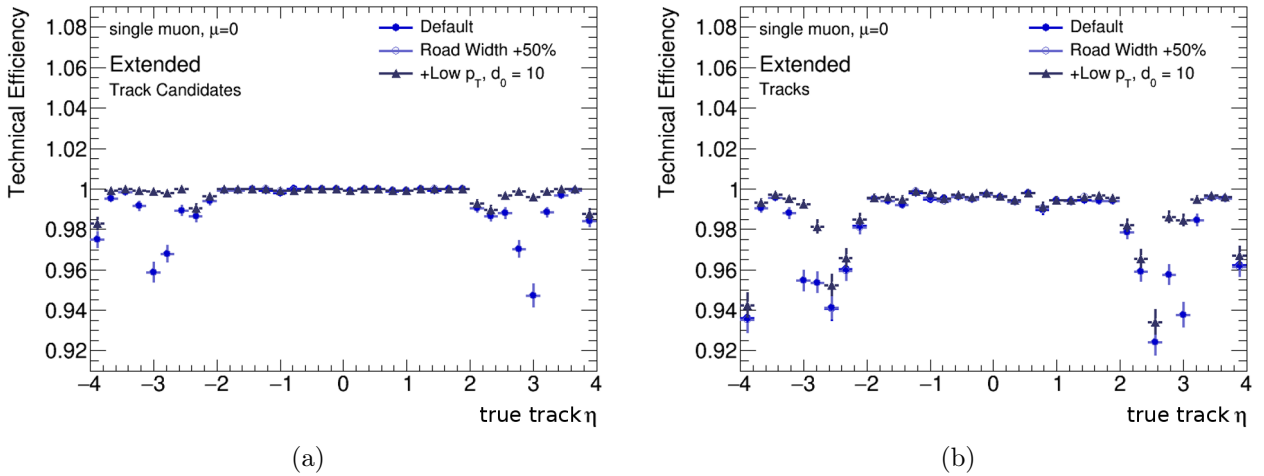 Technical Efficiency
1.08
1.06
1.04
1.02
1
0.98
0.96
0.94
0.92
single muon, μ=0
Extended
Track Candidates
Default
Road Width +50%
+Low pT, d0 = 10
−4 −3 −2 −1 0 1 2 3 4
true track η
(a)
Technical Efficiency
1.08
1.06
1.04
1.02
1
0.98
0.96
0.94
0.92
single muon, μ=0
Extended
Tracks
Default
Road Width +50%
+Low pT, d0 = 10
−4 −3 −2 −1 0 1 2 3 4
true track η
(b)